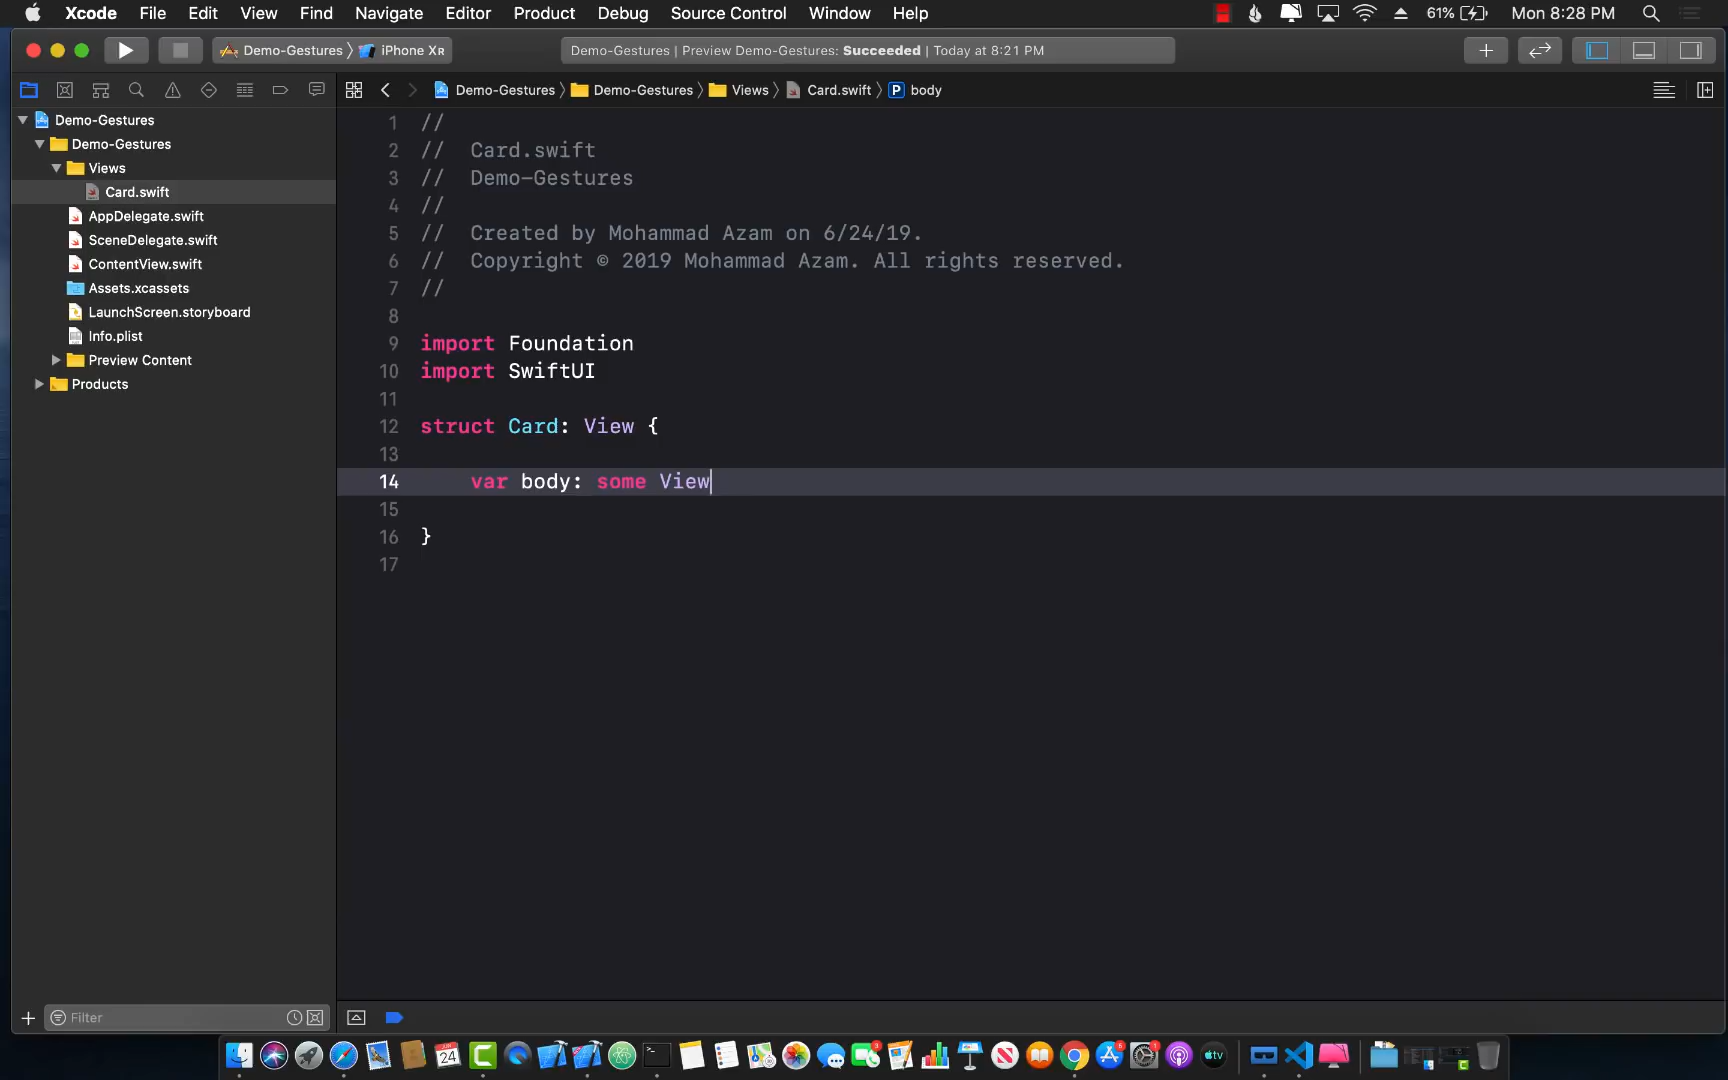 Xcode File Edit View Find Navigate Editor Product Debug Source Control Window Help 61% Mon 8:28 PM
Demo-Gestures iPhone XR Demo-Gestures | Preview Demo-Gestures: Succeeded | Today at 8:21 PM
Demo-Gestures Demo-Gestures Views Card.swift P body
Demo-Gestures
Demo-Gestures
Views
Card.swift
AppDelegate.swift
SceneDelegate.swift
ContentView.swift
Assets.xcassets
LaunchScreen.storyboard
Info.plist
Preview Content
Products
1 //
2 // Card.swift
3 // Demo-Gestures
4 //
5 // Created by Mohammad Azam on 6/24/19.
6 // Copyright © 2019 Mohammad Azam. All rights reserved.
7 //
8
9 import Foundation
10 import SwiftUI
11
12 struct Card: View {
13
14 var body: some View
15
16 }
17
Filter
24 tv